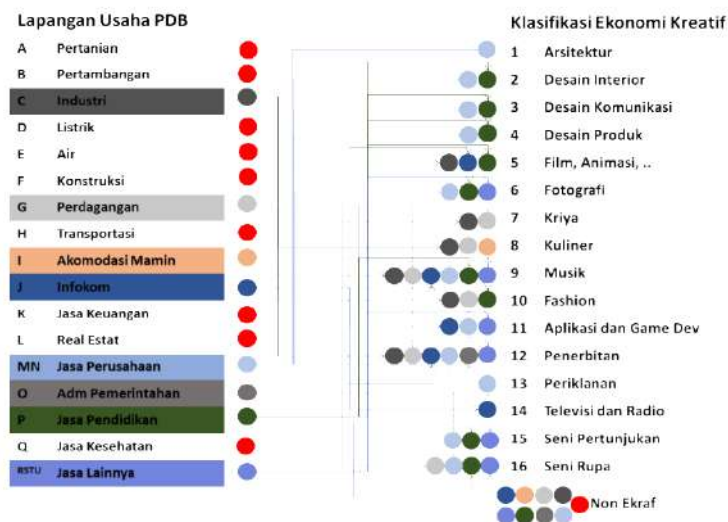 Lapangan Usaha PDB
A Pertanian
B Pertambangan
C Industri
D Listrik
E Air
F Konstruksi
G Perdagangan
H Transportasi
I Akomodasi Mamin
J Infokom
K Jasa Keuangan
L Real Estat
MN Jasa Perusahaan
O Adm Pemerintahan
P Jasa Pendidikan
Q Jasa Kesehatan
RSTU Jasa Lainnya
Klasifikasi Ekonomi Kreatif
1 Arsitektur
2 Desain Interior
3 Desain Komunikasi
4 Desain Produk
5 Film, Animasi, ..
6 Fotografi
7 Kriya
8 Kuliner
9 Musik
10 Fashion
11 Aplikasi dan Game Dev
12 Penerbitan
13 Periklanan
14 Televisi dan Radio
15 Seni Pertunjukan
16 Seni Rupa
Non Ekraf